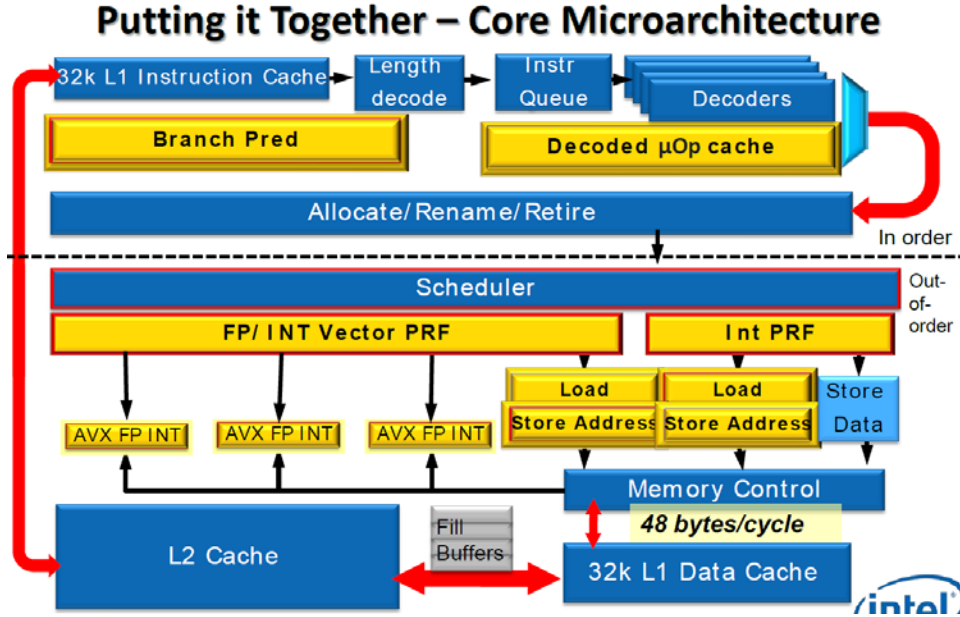 Putting it Together – Core Microarchitecture
32k L1 Instruction Cache
Length
decode
Instr
Queue
Decoders
Branch Pred
Decoded µOp cache
Allocate/Rename/Retire
In order
Scheduler
Out-
of-
order
FP/ INT Vector PRF
Int PRF
Load
Load
Store
Data
Store Address
Store Address
AVX FP INT
AVX FP INT
AVX FP INT
Memory Control
48 bytes/cycle
Fill
Buffers
L2 Cache
32k L1 Data Cache
intel